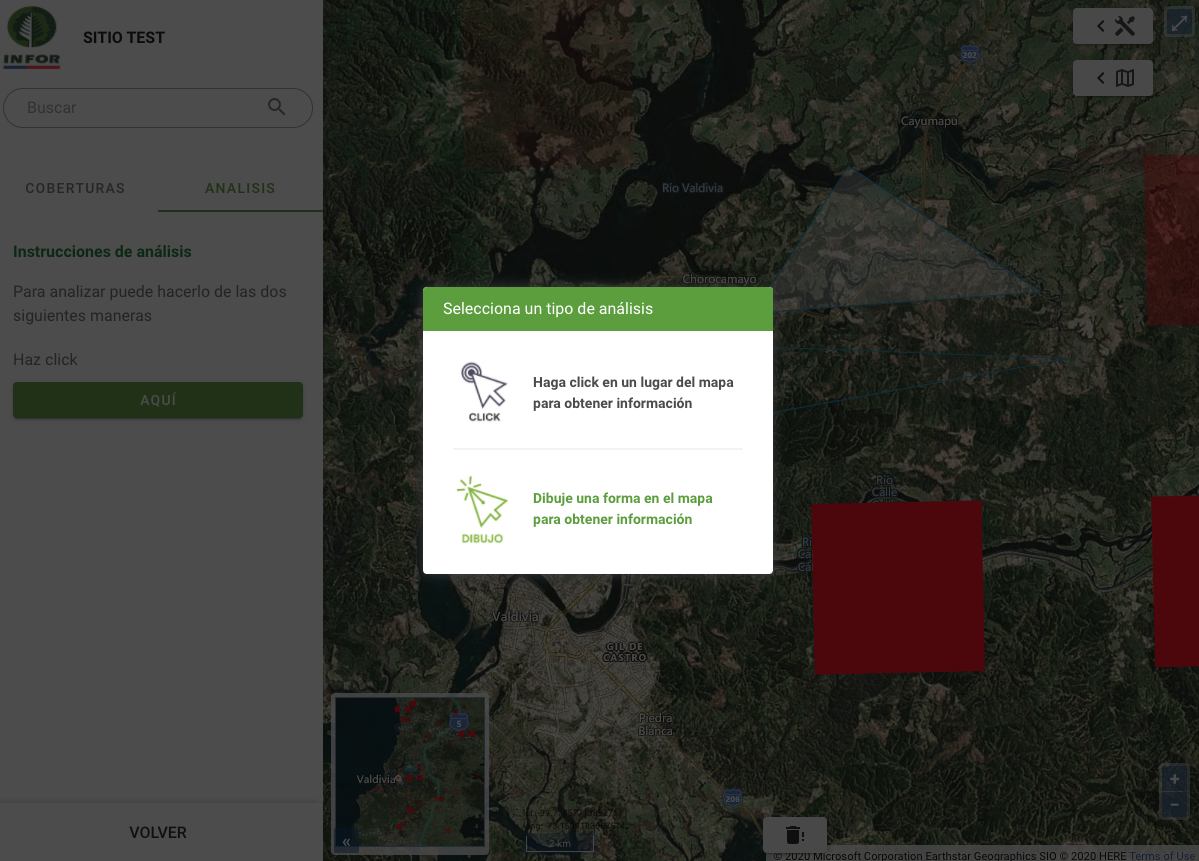 INFOR
SITIO TEST
Buscar
COBERTURAS
ANALISIS
Instrucciones de análisis
Para analizar puede hacerlo de las dos
siguientes maneras
Haz click
AQUÍ
VOLVER
202
Cayumapu
Río Valdivia
Chorocamayo
Selecciona un tipo de análisis
CLICK
Haga click en un lugar del mapa
para obtener información
DIBUJO
Dibuje una forma en el mapa
para obtener información
Río
Calle
Valdivia
GIL DE
CASTRO
Piedra
Blanca
5
Valdivia
«
206
2 km
+
−
© 2020 Microsoft Corporation Earthstar Geographics SIO © 2020 HERE Terms of Us